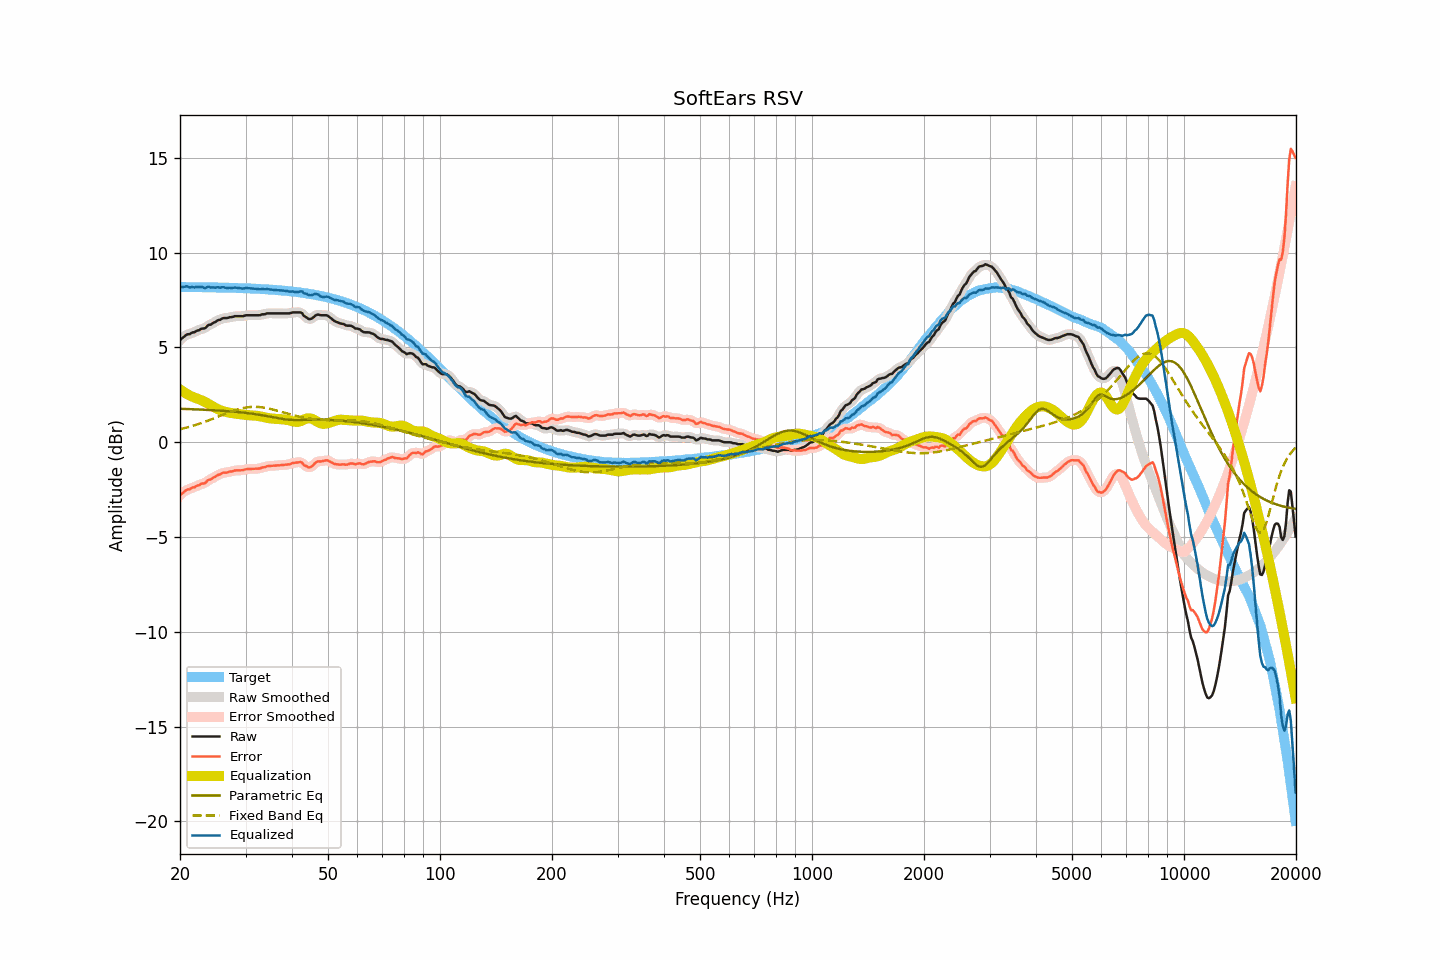 SoftEars RSV
Amplitude (dBr)
15
10
5
0
−5
−10
−15
−20
Target
Raw Smoothed
Error Smoothed
Raw
Error
Equalization
Parametric Eq
Fixed Band Eq
Equalized
20 50 100 200 500 1000 2000 5000 10000 20000
Frequency (Hz)